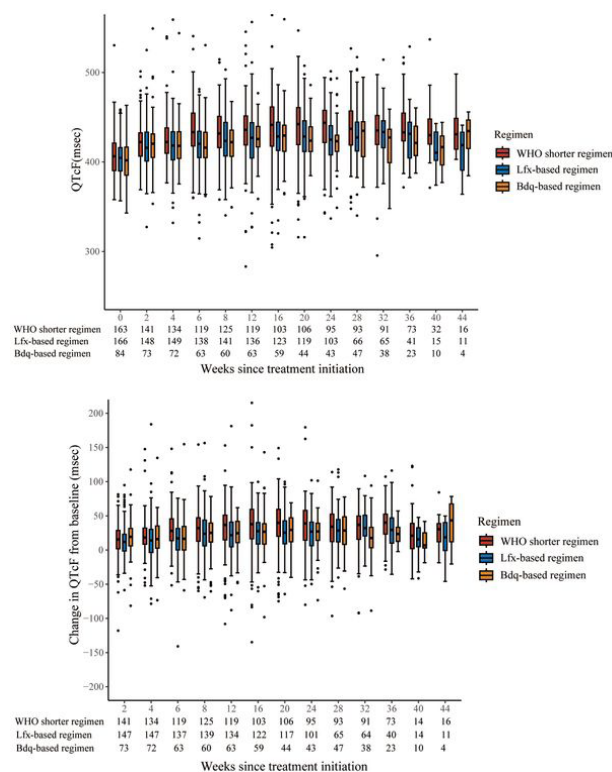 500
400
300
QTcF(msec)
Regimen
WHO shorter regimen
Lfx-based regimen
Bdq-based regimen
0 2 4 6 8 12 16 20 24 28 32 36 40 44
WHO shorter regimen 163 141 134 119 125 119 103 106 95 93 91 73 32 16
Lfx-based regimen 166 148 149 138 141 136 123 119 103 66 65 41 15 11
Bdq-based regimen 84 73 72 63 60 63 59 44 43 47 38 23 10 4
Weeks since treatment initiation
200
150
100
50
0
−50
−100
−150
−200
Change in QTcF from baseline (msec)
Regimen
WHO shorter regimen
Lfx-based regimen
Bdq-based regimen
2 4 6 8 12 16 20 24 28 32 36 40 44
WHO shorter regimen 141 134 119 125 119 103 106 95 93 91 73 14 16
Lfx-based regimen 147 147 137 139 134 122 117 101 65 64 40 14 11
Bdq-based regimen 73 72 63 60 63 59 44 43 47 38 23 10 4
Weeks since treatment initiation